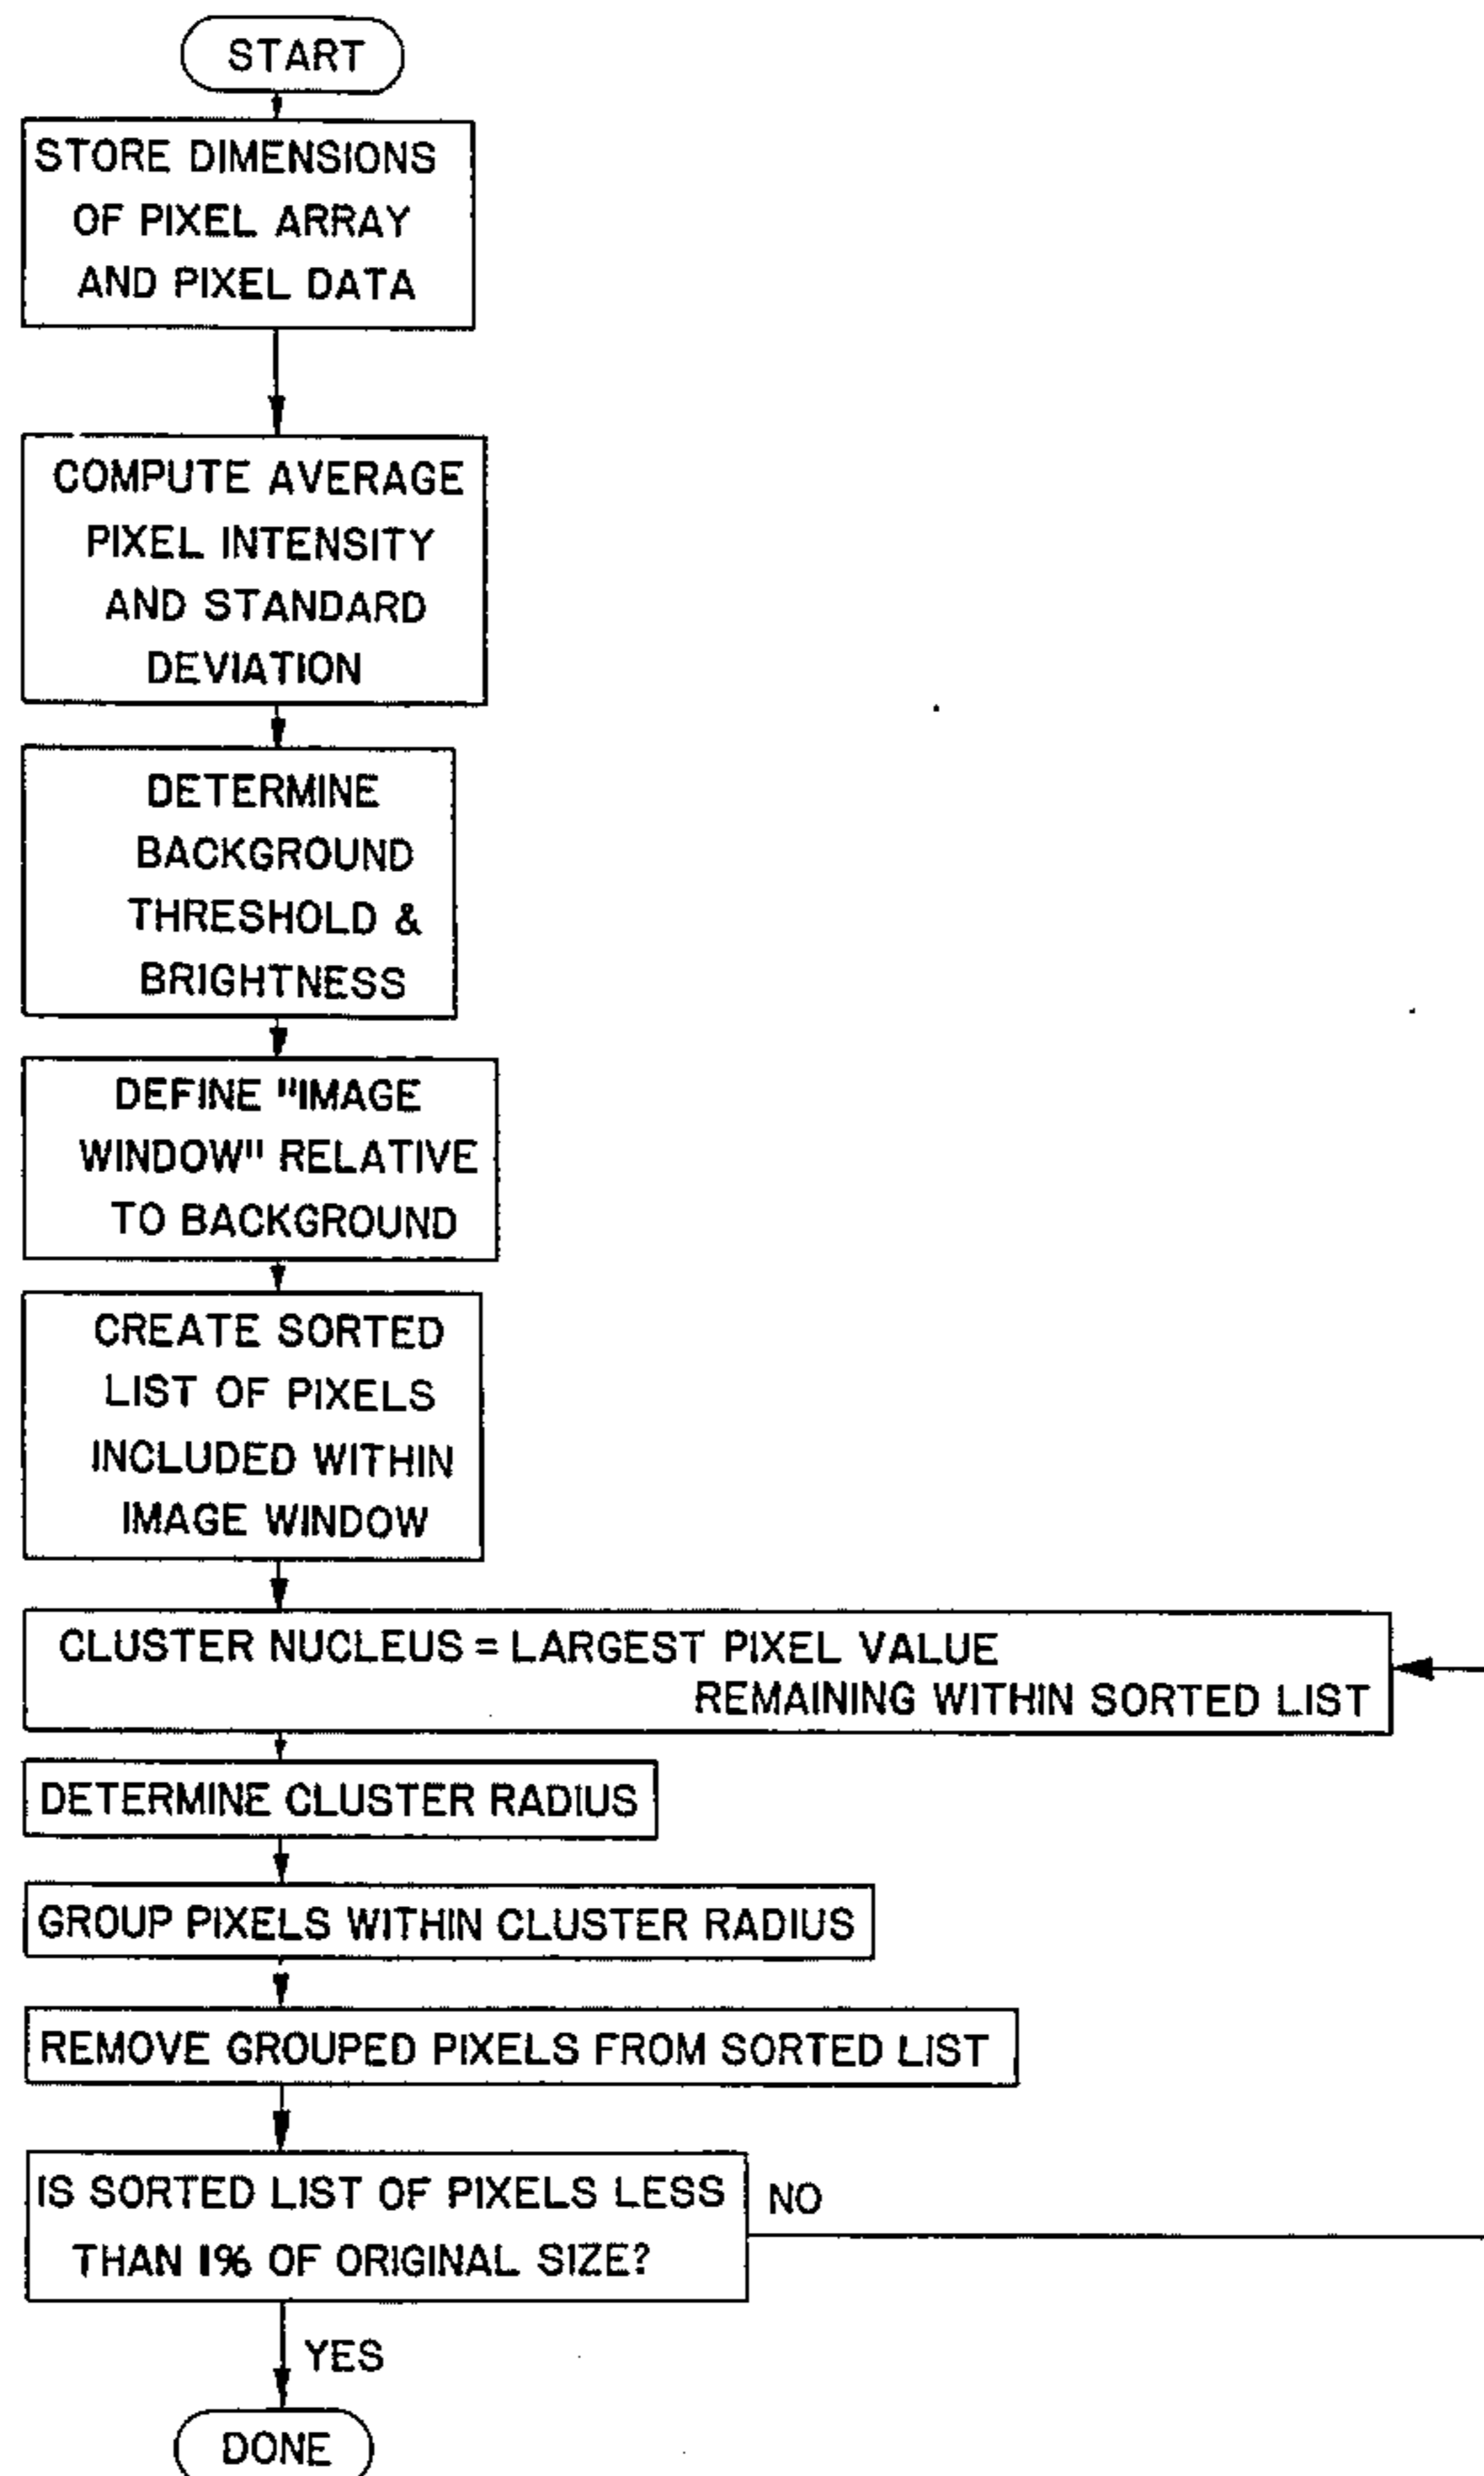 START
STORE DIMENSIONS
OF PIXEL ARRAY
AND PIXEL DATA
COMPUTE AVERAGE
PIXEL INTENSITY
AND STANDARD
DEVIATION
DETERMINE
BACKGROUND
THRESHOLD &
BRIGHTNESS
DEFINE "IMAGE
WINDOW" RELATIVE
TO BACKGROUND
CREATE SORTED
LIST OF PIXELS
INCLUDED WITHIN
IMAGE WINDOW
CLUSTER NUCLEUS = LARGEST PIXEL VALUE
REMAINING WITHIN SORTED LIST
DETERMINE CLUSTER RADIUS
GROUP PIXELS WITHIN CLUSTER RADIUS
REMOVE GROUPED PIXELS FROM SORTED LIST
IS SORTED LIST OF PIXELS LESS
THAN 1% OF ORIGINAL SIZE?
NO
YES
DONE